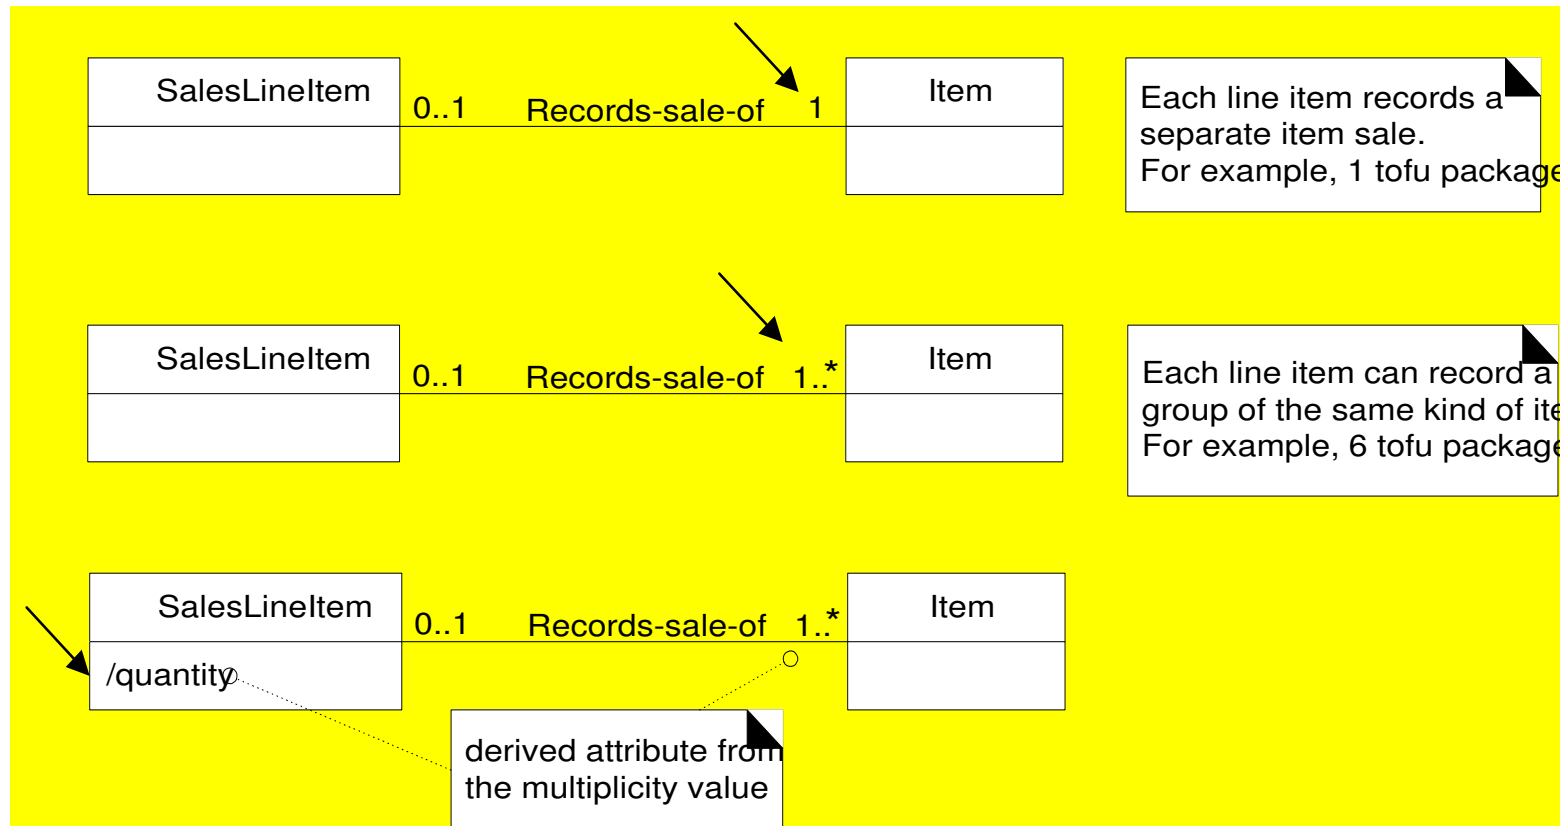 SalesLineItem
0..1 Records-sale-of 1
Item
Each line item records a
separate item sale.
For example, 1 tofu package
SalesLineItem
0..1 Records-sale-of 1..*
Item
Each line item can record a
group of the same kind of ite
For example, 6 tofu package
SalesLineItem
0..1 Records-sale-of 1..*
Item
/quantity
derived attribute from
the multiplicity value